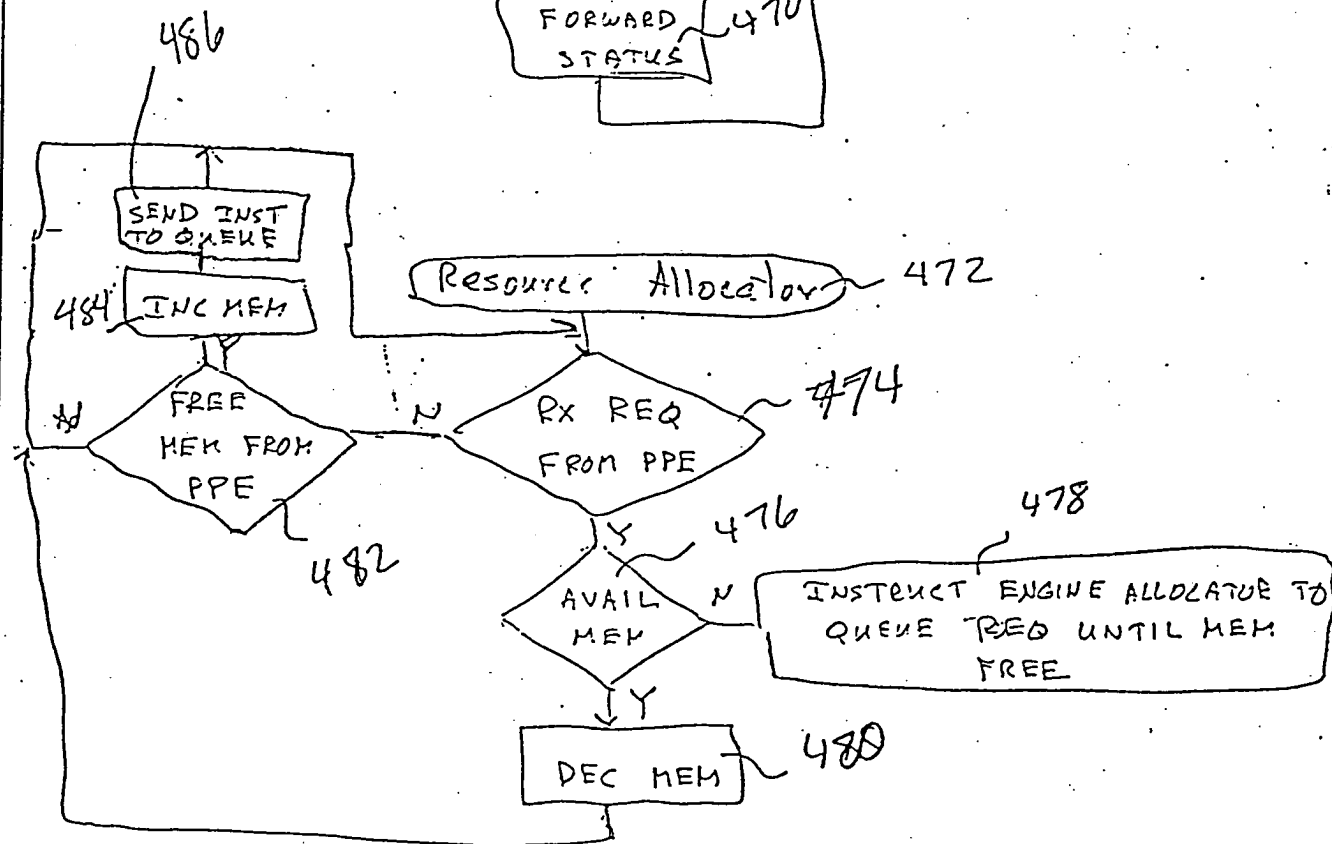 FORWARD
STATUS
470
486
SEND INST
TO QUEUE
Resource Allocator
472
484
INC MEM
Y
474
FREE
MEM FROM
PPE
N
RX REQ
FROM PPE
482
Y
476
478
AVAIL
MEM
N
INSTRUCT ENGINE ALLOCATOR TO
QUEUE REQ UNTIL MEM
FREE
Y
DEC MEM
480